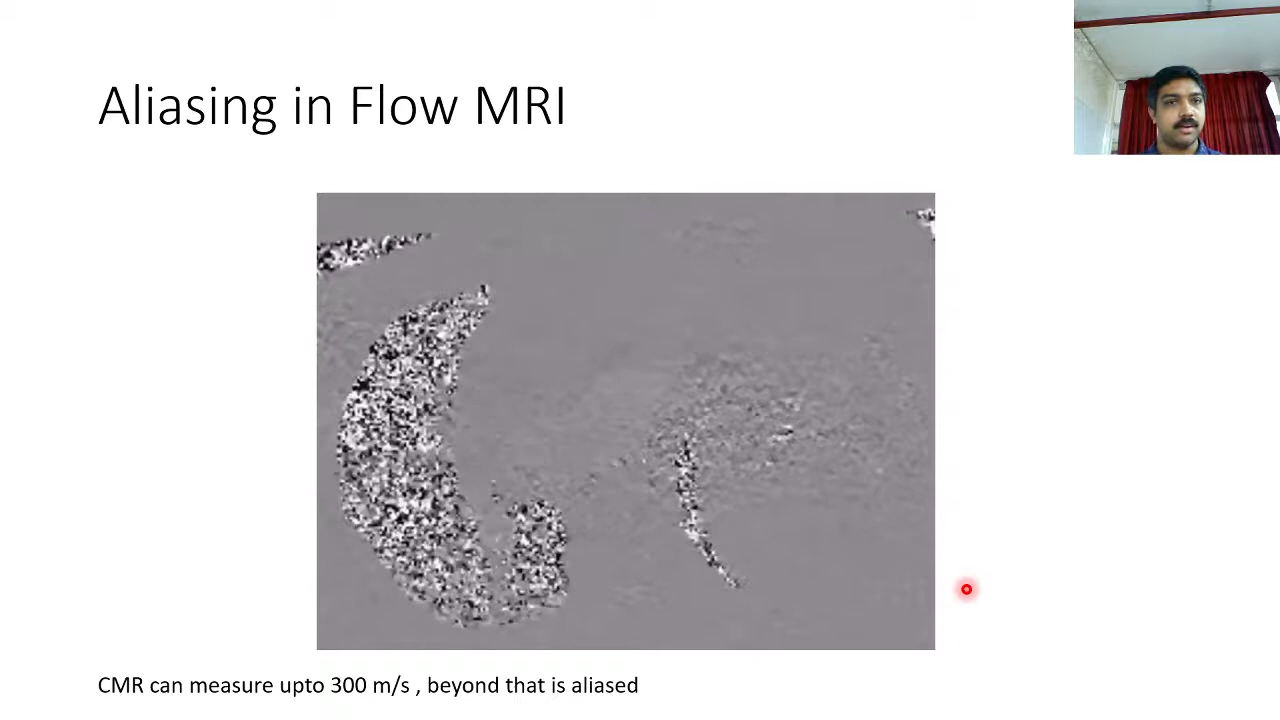 Aliasing in Flow MRI
CMR can measure upto 300 m/s , beyond that is aliased